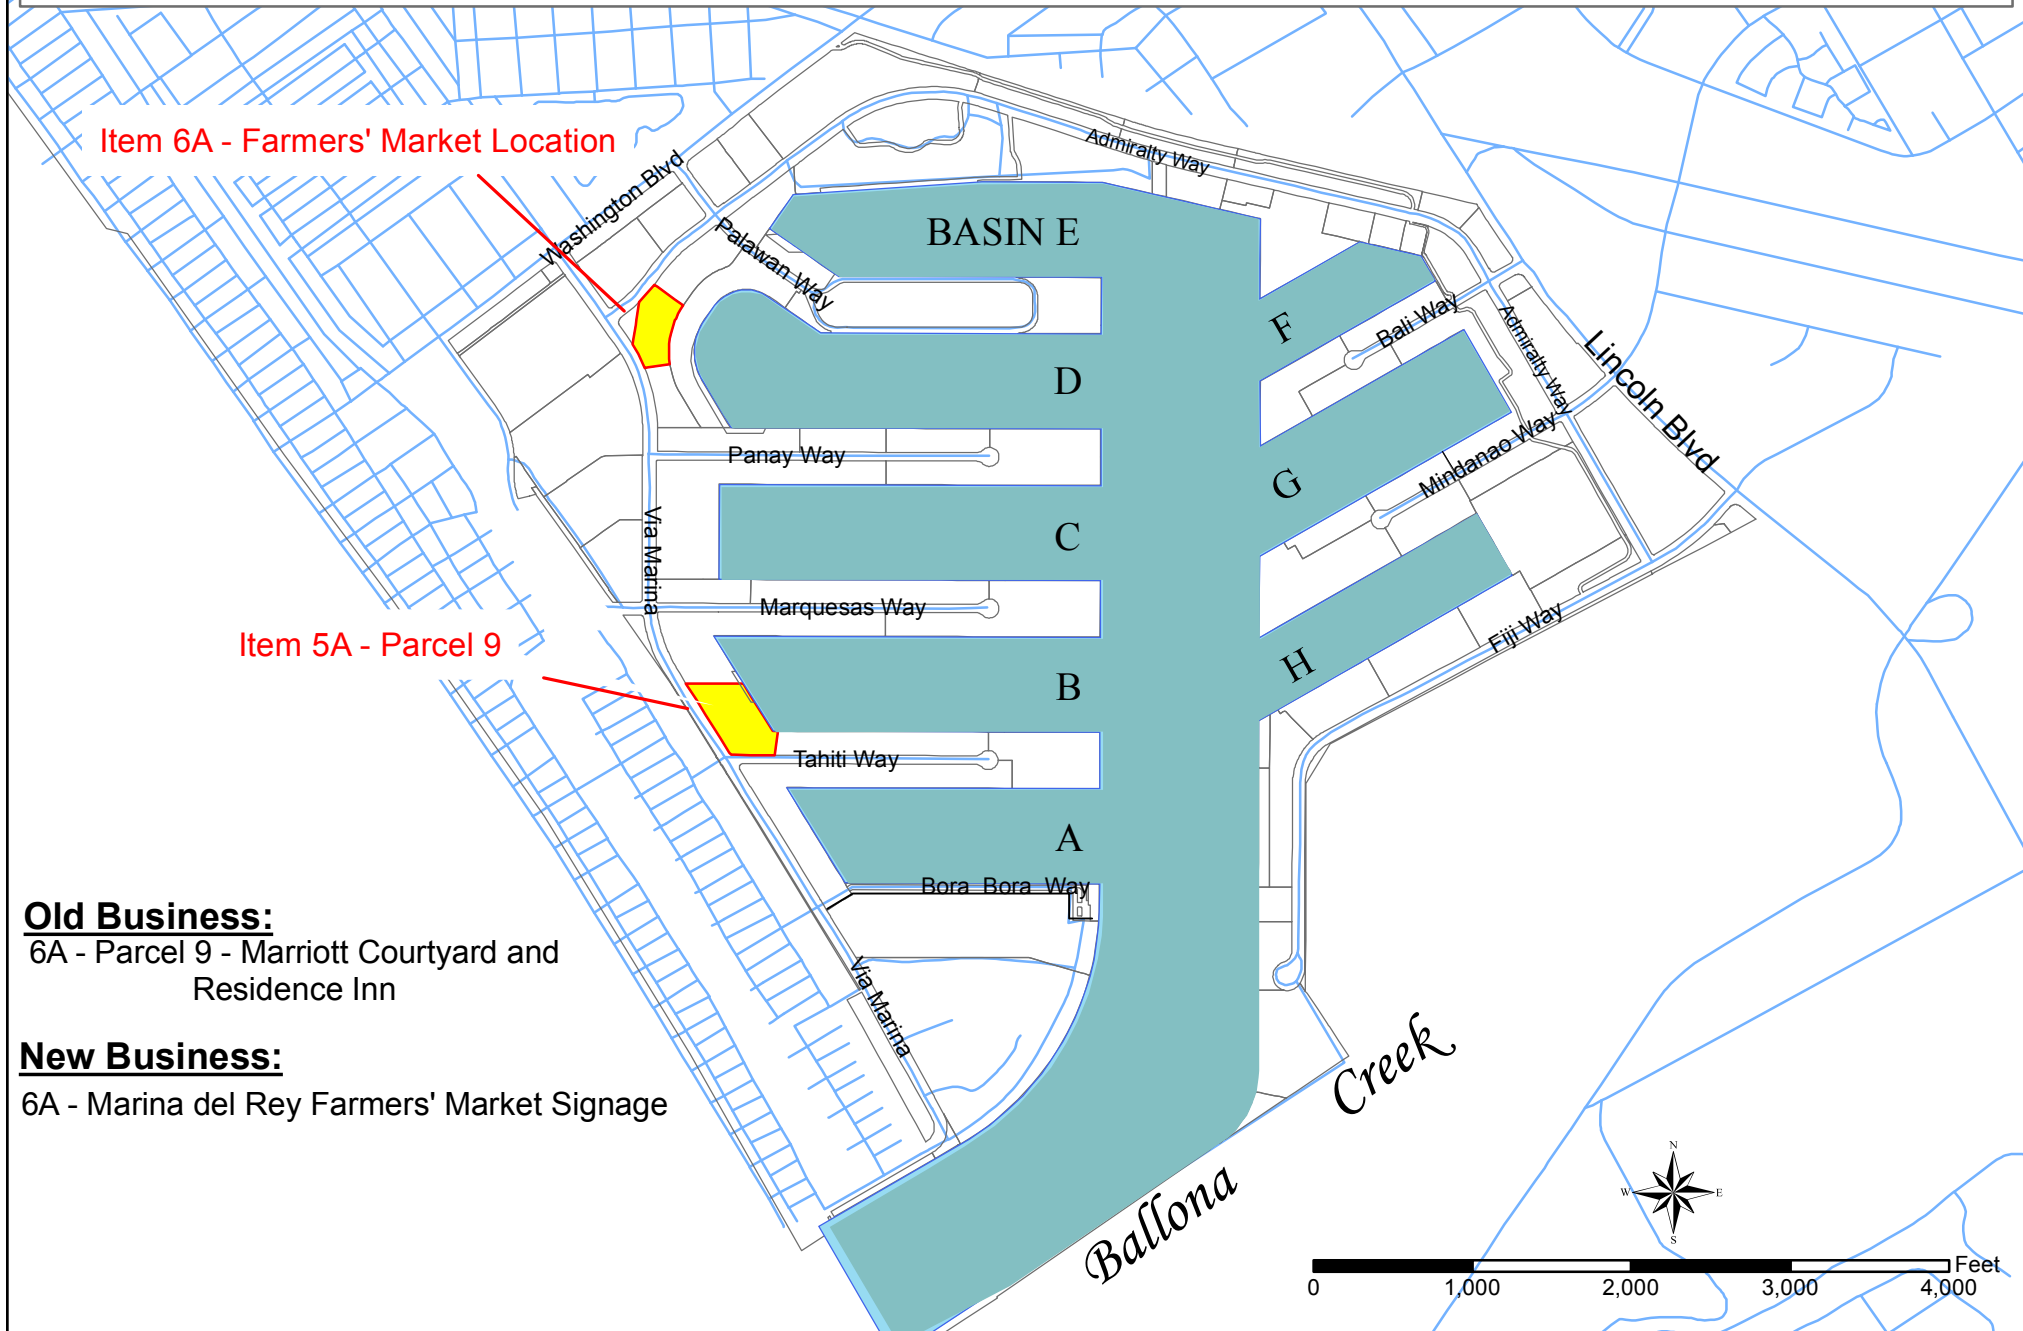 Item 6A - Farmers' Market Location
Washington Blvd
Admiralty Way
Palawan Way
BASIN E
F
Bali Way
Admiralty Way
Lincoln Blvd
D
Panay Way
Mindanao Way
G
Via Marina
C
Marquesas Way
Fiji Way
Item 5A - Parcel 9
H
B
Tahiti Way
A
Bora Bora Way
Old Business:
6A - Parcel 9 - Marriott Courtyard and
Residence Inn
Via Marina
New Business:
6A - Marina del Rey Farmers' Market Signage
Ballona Creek
N
W E
S
Feet
0 1,000 2,000 3,000 4,000